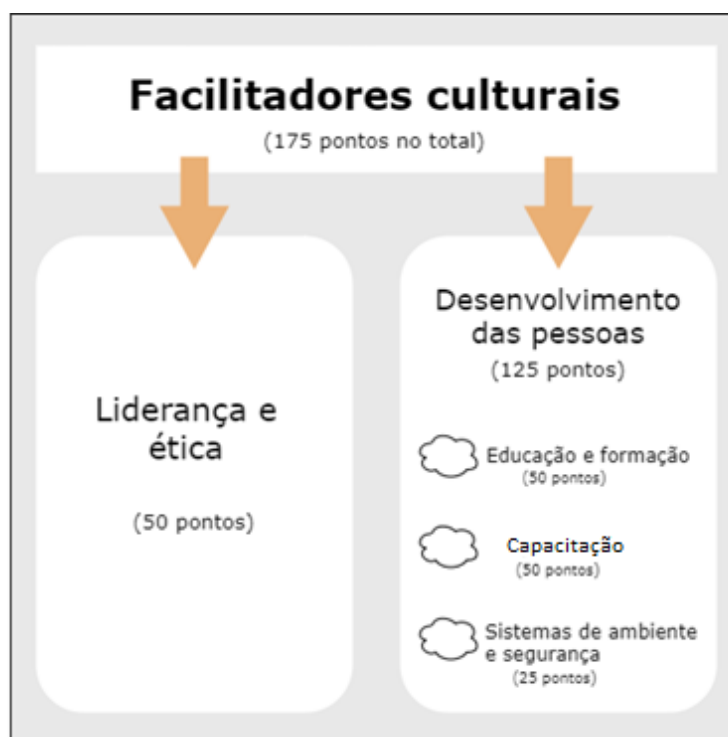 Facilitadores culturais
(175 pontos no total)
Liderança e
ética
(50 pontos)
Desenvolvimento
das pessoas
(125 pontos)
Educação e formação
(50 pontos)
Capacitação
(50 pontos)
Sistemas de ambiente
e segurança
(25 pontos)